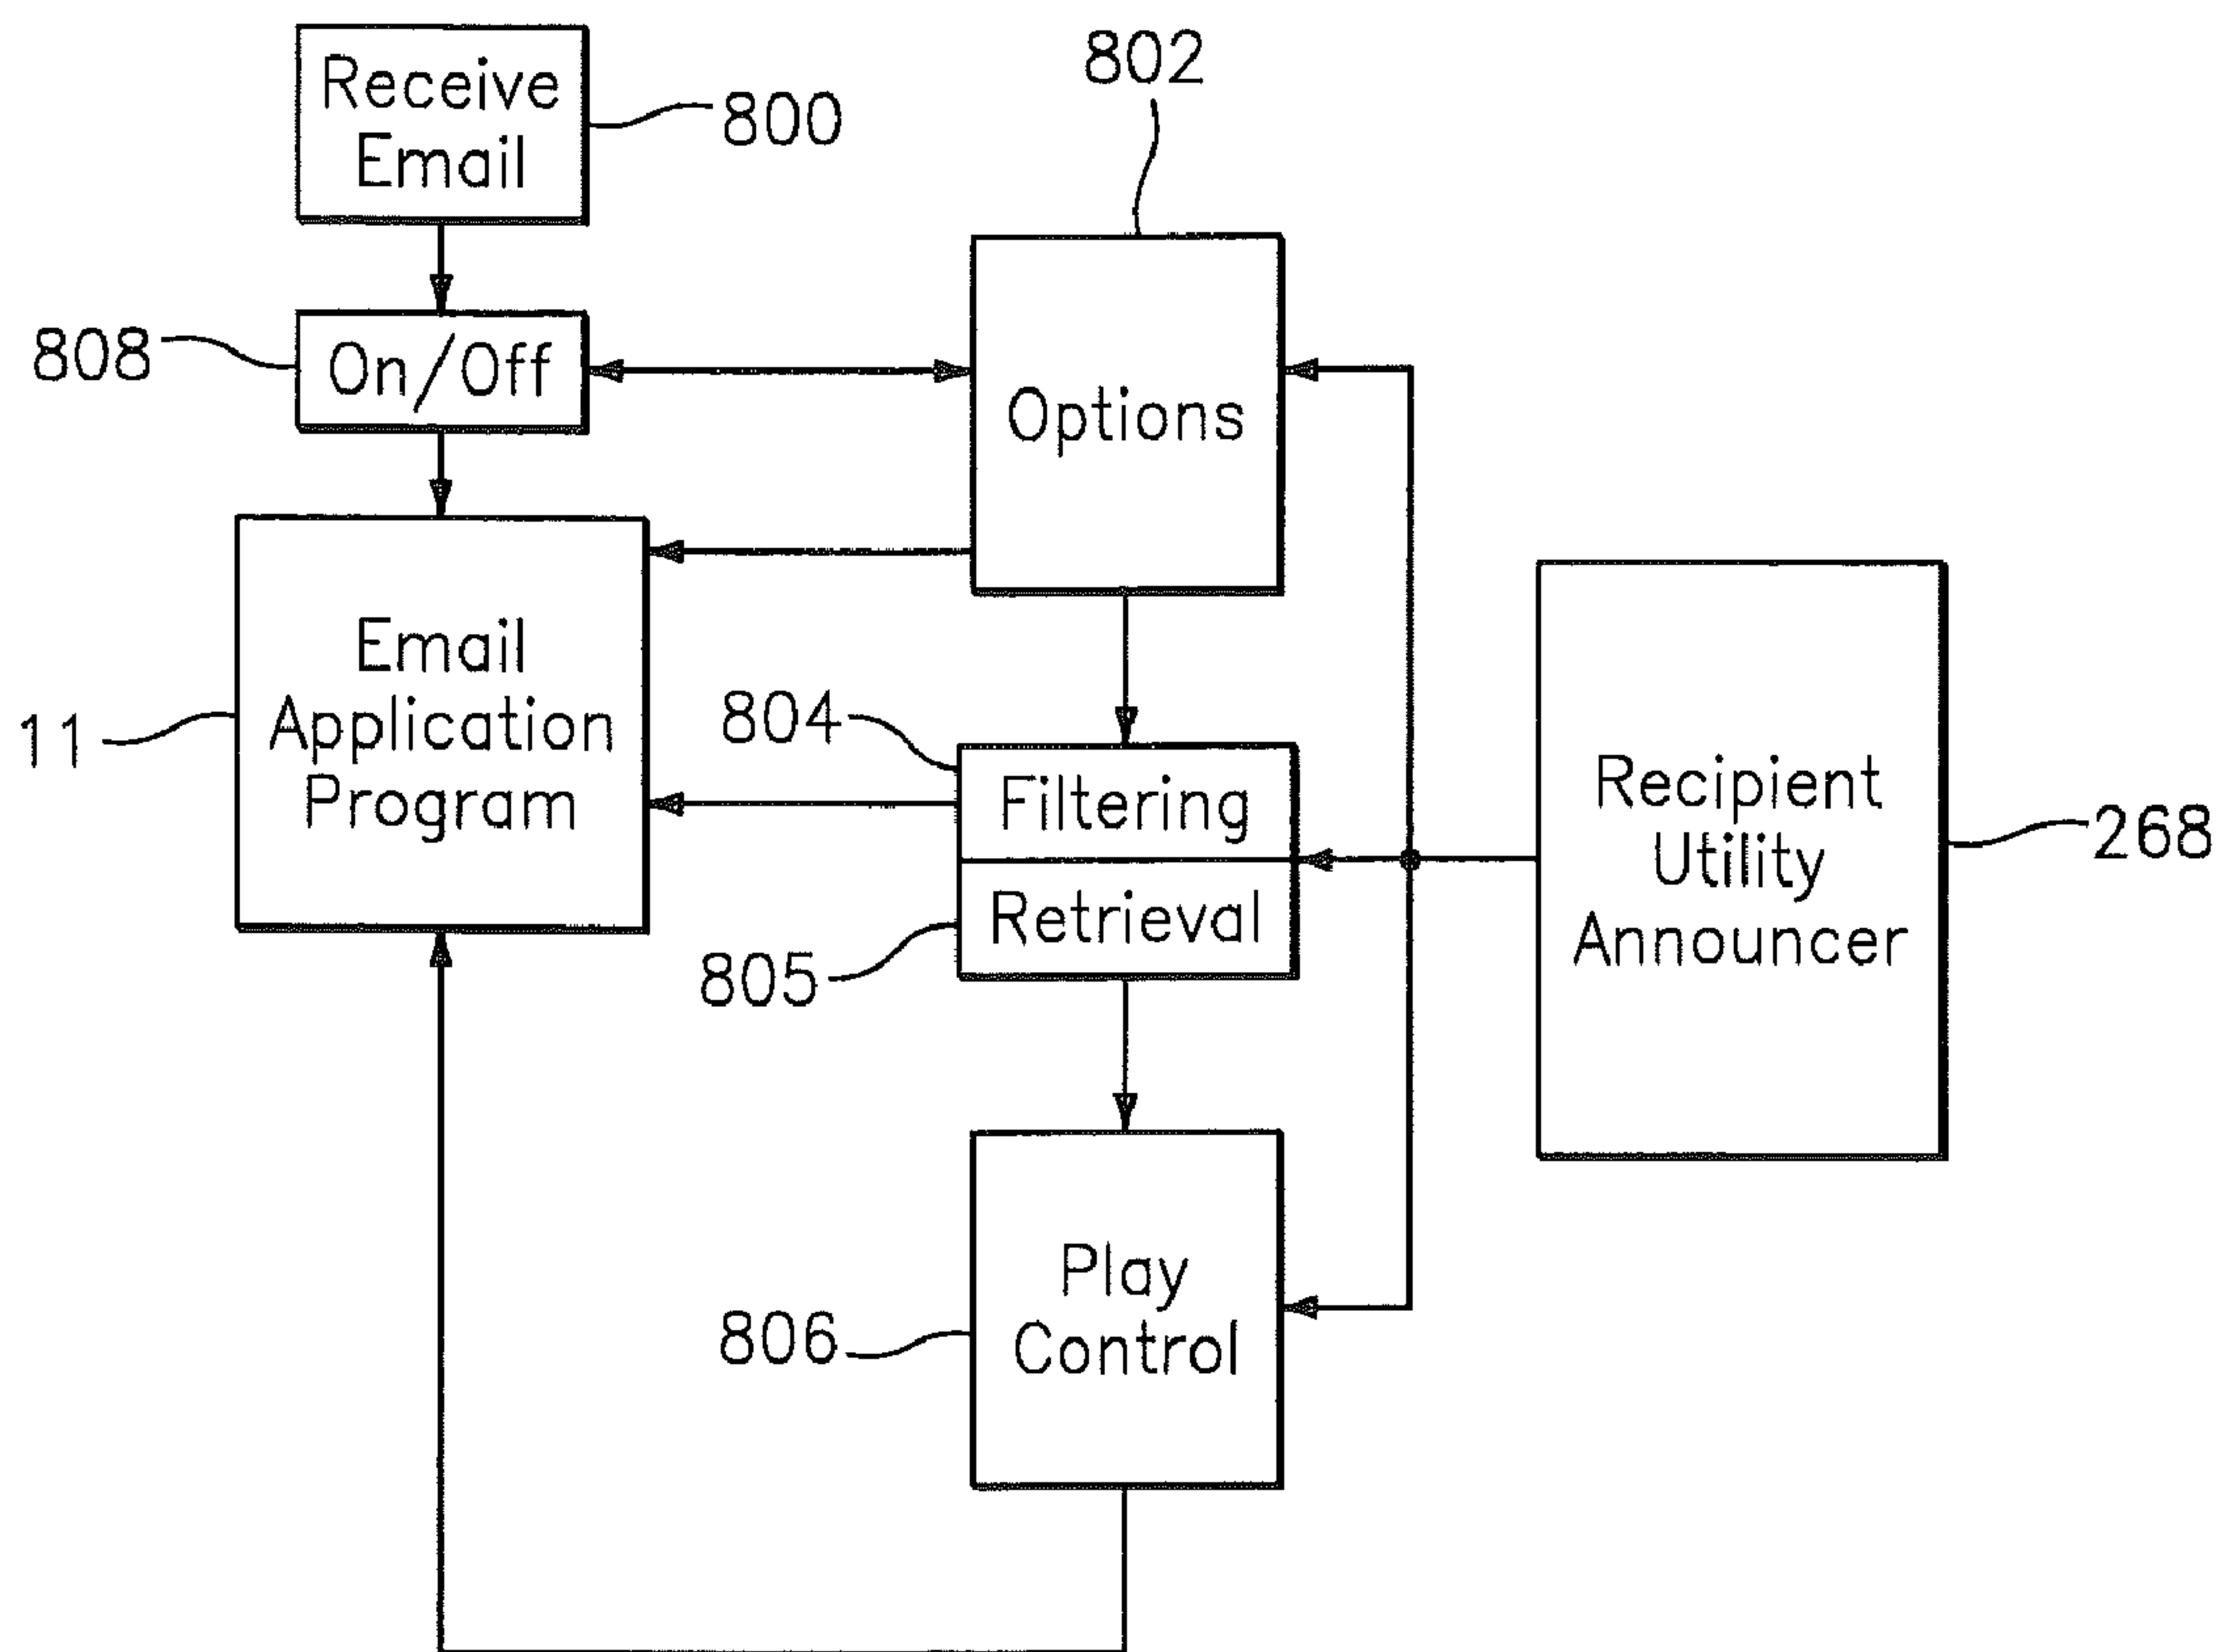 Receive
Email
800
802
808
On/Off
Options
Email
Application
Program
11
804
Filtering
Retrieval
805
Recipient
Utility
Announcer
268
Play
Control
806